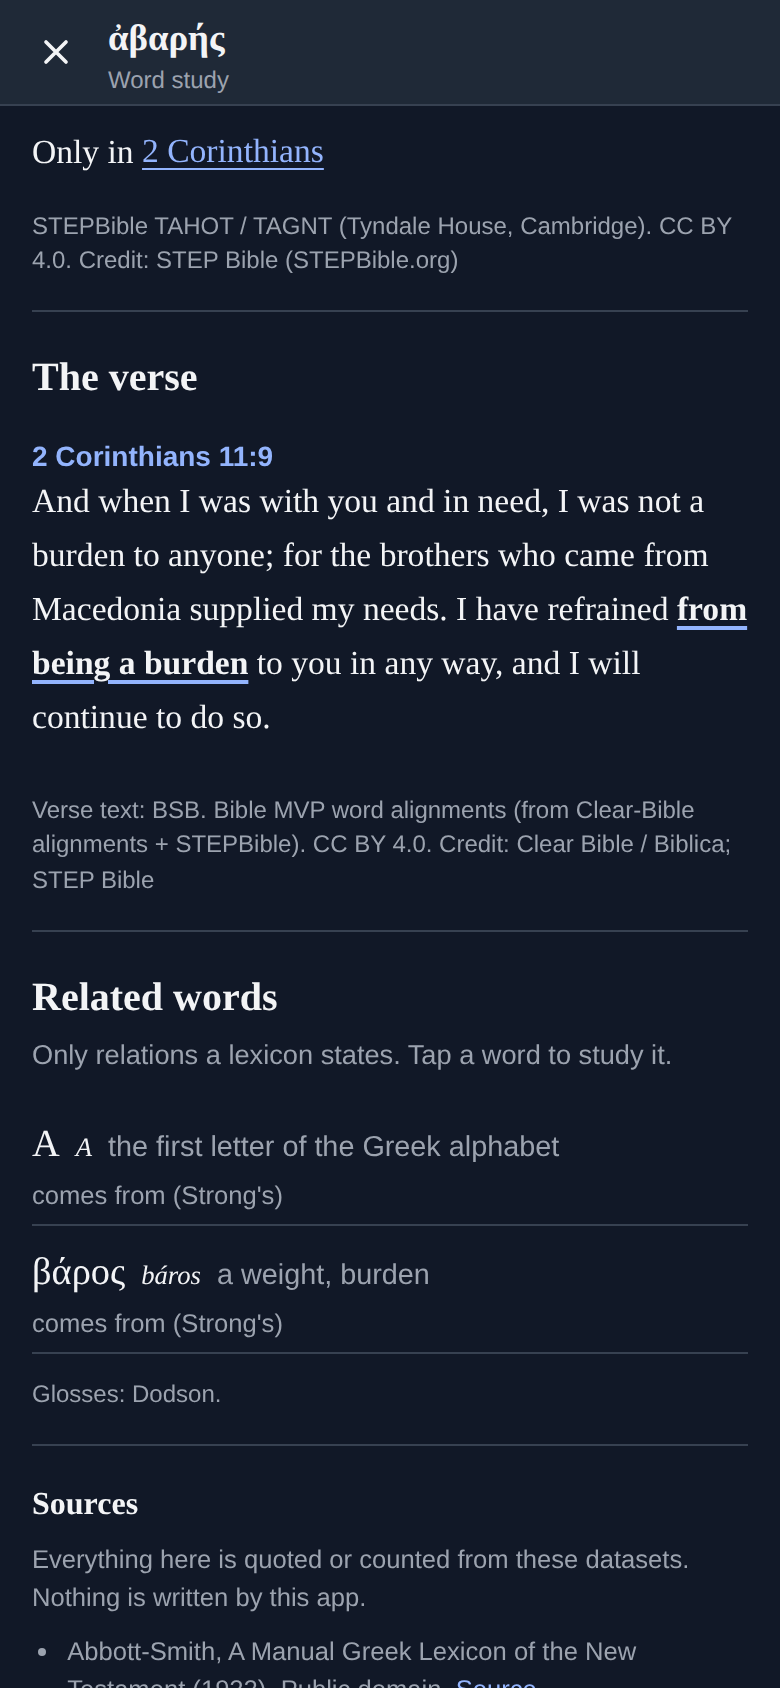 ἀβαρής
Word study
Only in 2 Corinthians
STEPBible TAHOT / TAGNT (Tyndale House, Cambridge). CC BY
4.0. Credit: STEP Bible (STEPBible.org)
The verse
2 Corinthians 11:9
And when I was with you and in need, I was not a
burden to anyone; for the brothers who came from
Macedonia supplied my needs. I have refrained from
being a burden to you in any way, and I will
continue to do so.
Verse text: BSB. Bible MVP word alignments (from Clear-Bible
alignments + STEPBible). CC BY 4.0. Credit: Clear Bible / Biblica;
STEP Bible
Related words
Only relations a lexicon states. Tap a word to study it.
Α A the first letter of the Greek alphabet
comes from (Strong's)
βάρος báros a weight, burden
comes from (Strong's)
Glosses: Dodson.
Sources
Everything here is quoted or counted from these datasets.
Nothing is written by this app.
• Abbott-Smith, A Manual Greek Lexicon of the New
Testament (1922). Public domain. Source